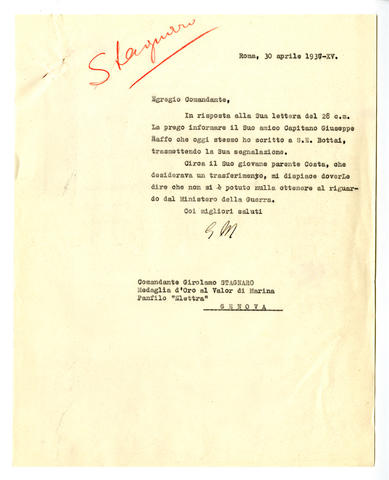 Stagnaro
Roma, 30 aprile 1937-XV.
Egregio Comandante,
In risposta alla Sua lettera del 28 c.m.
La prego informare il Suo amico Capitano Giuseppe
Raffo che oggi stesso ho scritto a S.E. Bottai,
trasmettendo la Sua segnalazione.
Circa il Suo giovane parente Costa, che
desiderava un trasferimento, mi dispiace doverLe
dire che non si è potuto nulla ottenere al riguar-
do dal Ministero della Guerra.
Coi migliori saluti
GM
Comandante Girolamo STAGNARO
Medaglia d'Oro al Valor di Marina
Panfilo "Elettra"
GENOVA